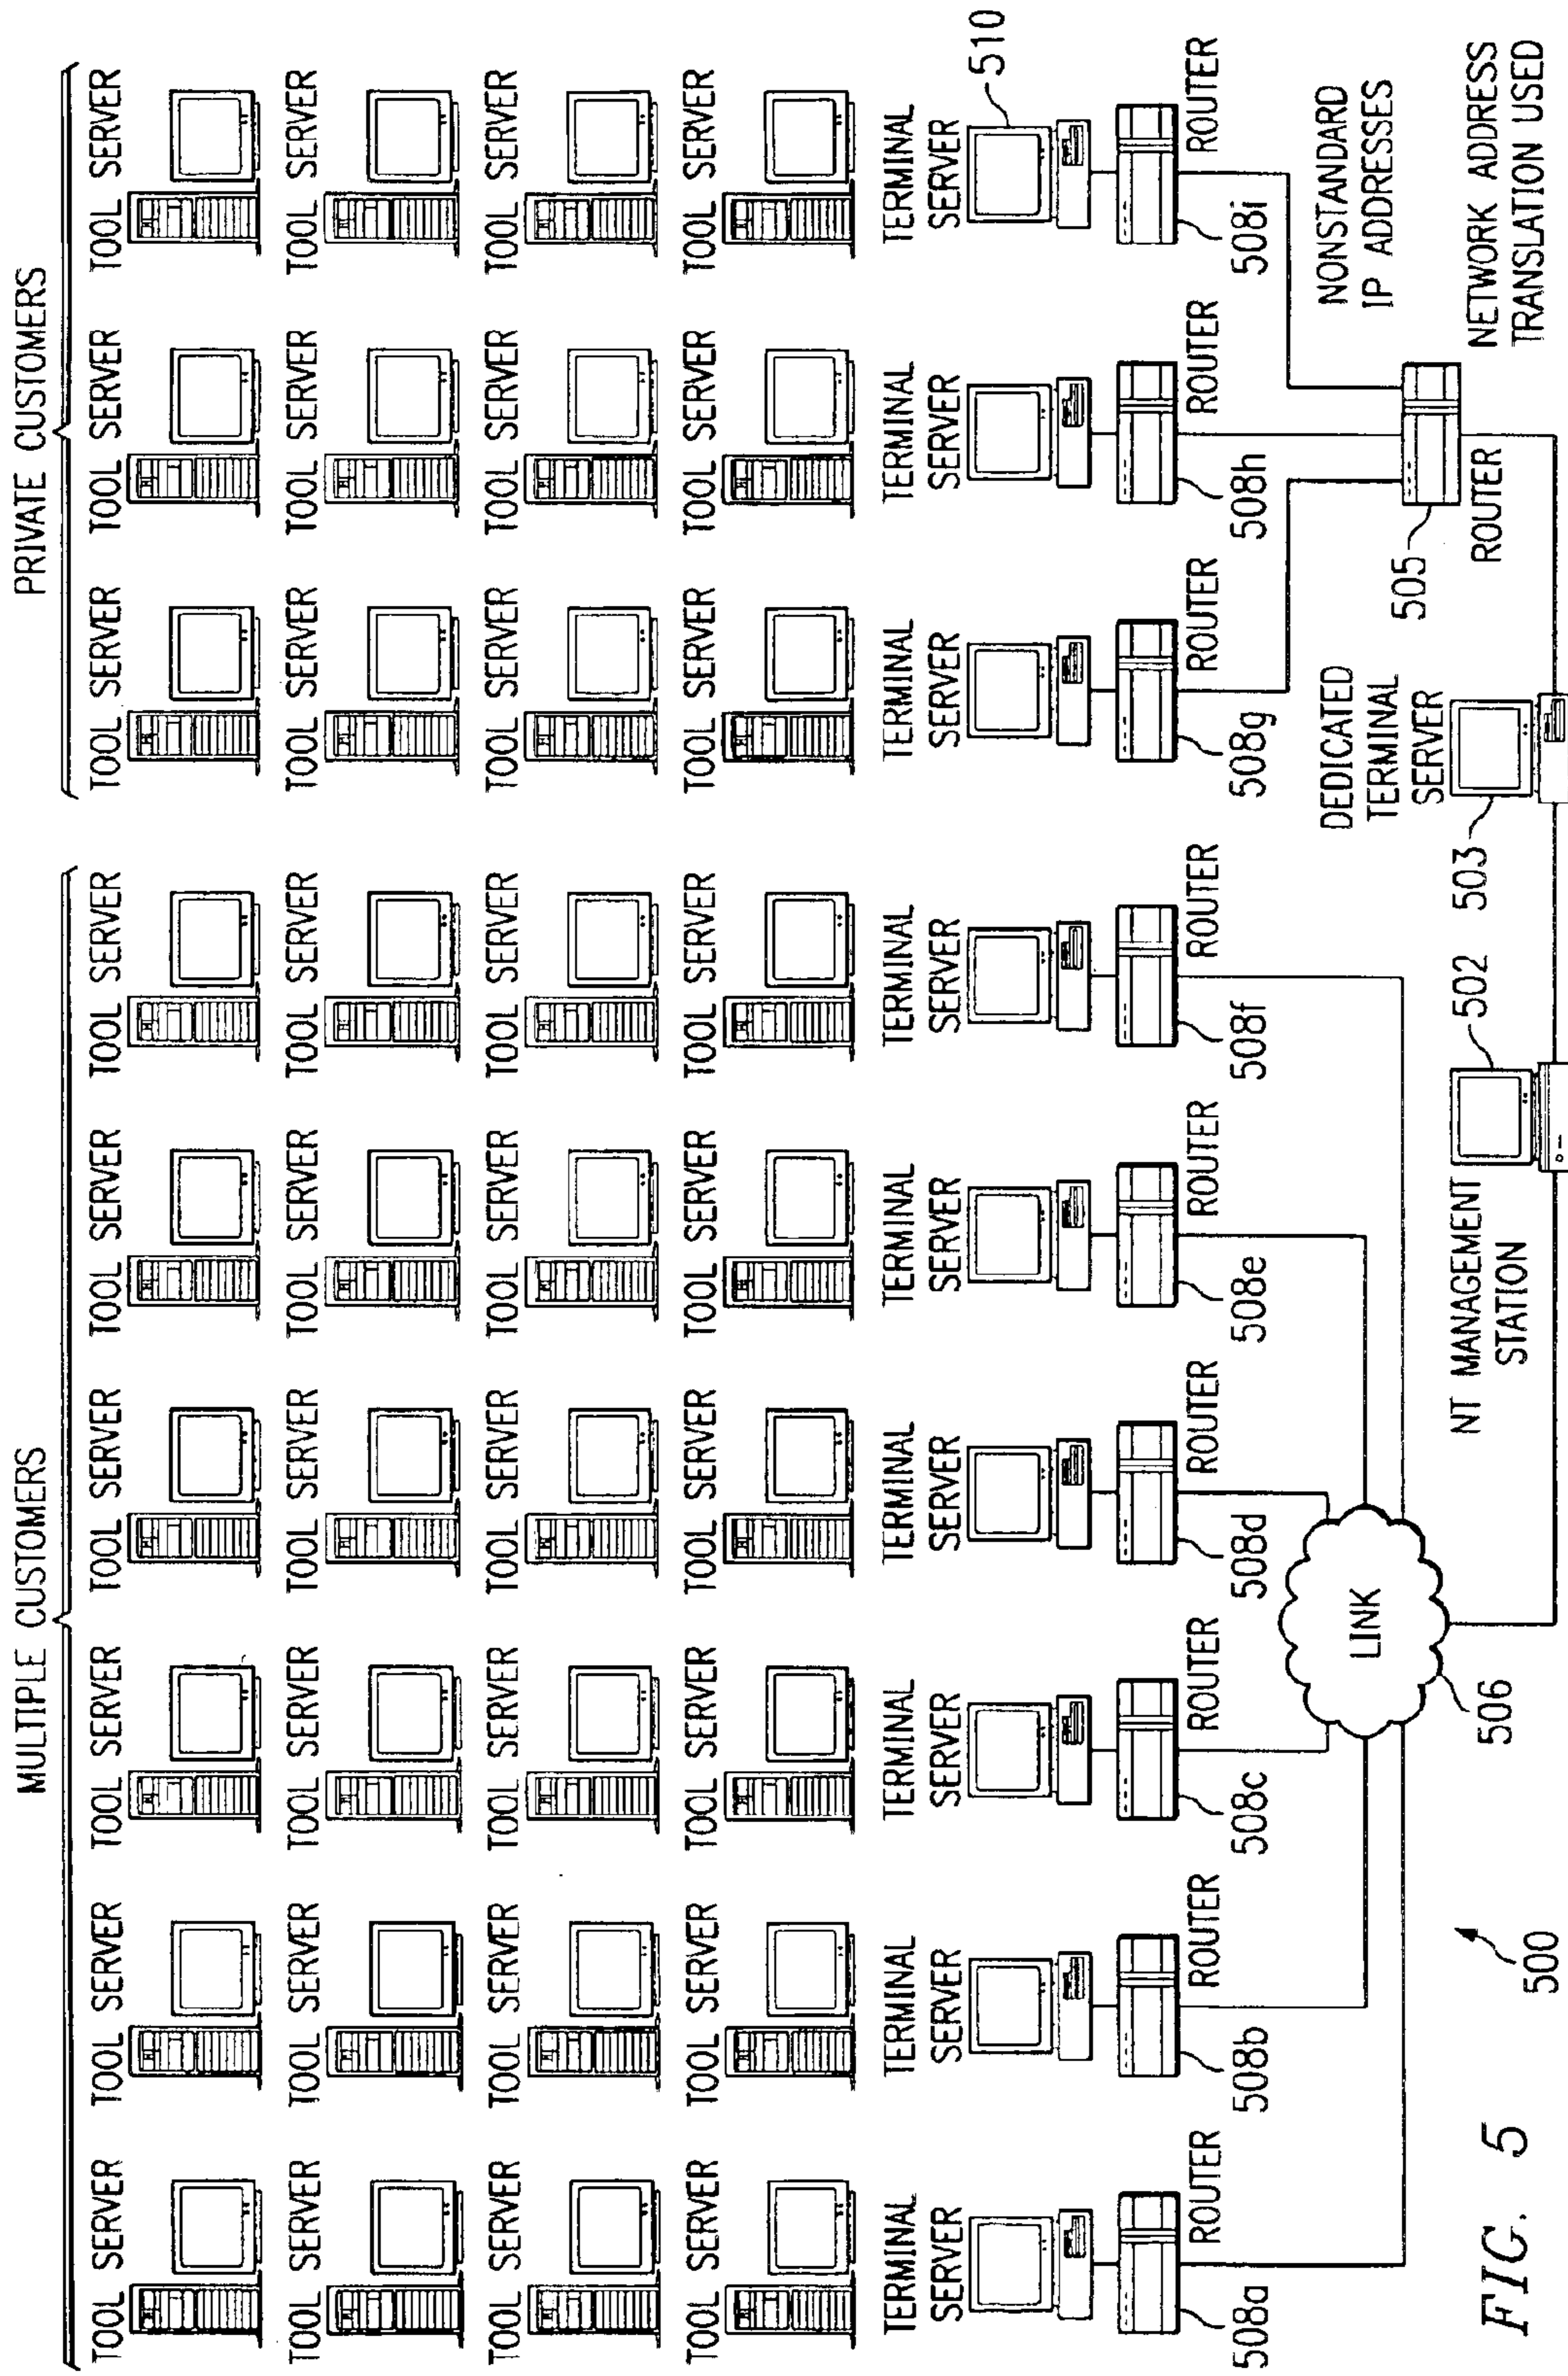 MULTIPLE CUSTOMERS
PRIVATE CUSTOMERS
TOOL SERVER TOOL SERVER TOOL SERVER TOOL SERVER TOOL SERVER TOOL SERVER TOOL SERVER TOOL SERVER TOOL SERVER
TOOL SERVER TOOL SERVER TOOL SERVER TOOL SERVER TOOL SERVER TOOL SERVER TOOL SERVER TOOL SERVER TOOL SERVER
TOOL SERVER TOOL SERVER TOOL SERVER TOOL SERVER TOOL SERVER TOOL SERVER TOOL SERVER TOOL SERVER TOOL SERVER
TOOL SERVER TOOL SERVER TOOL SERVER TOOL SERVER TOOL SERVER TOOL SERVER TOOL SERVER TOOL SERVER TOOL SERVER
TERMINAL TERMINAL TERMINAL TERMINAL TERMINAL TERMINAL TERMINAL TERMINAL TERMINAL
SERVER SERVER SERVER SERVER SERVER SERVER SERVER SERVER SERVER
510
ROUTER ROUTER ROUTER ROUTER ROUTER ROUTER ROUTER ROUTER ROUTER
508a 508b 508c 508d 508e 508f 508g 508h 508i
LINK
506
DEDICATED
TERMINAL
SERVER
NONSTANDARD
IP ADDRESSES
505
ROUTER
NETWORK ADDRESS
TRANSLATION USED
NT MANAGEMENT
STATION
502
503
500
FIG. 5